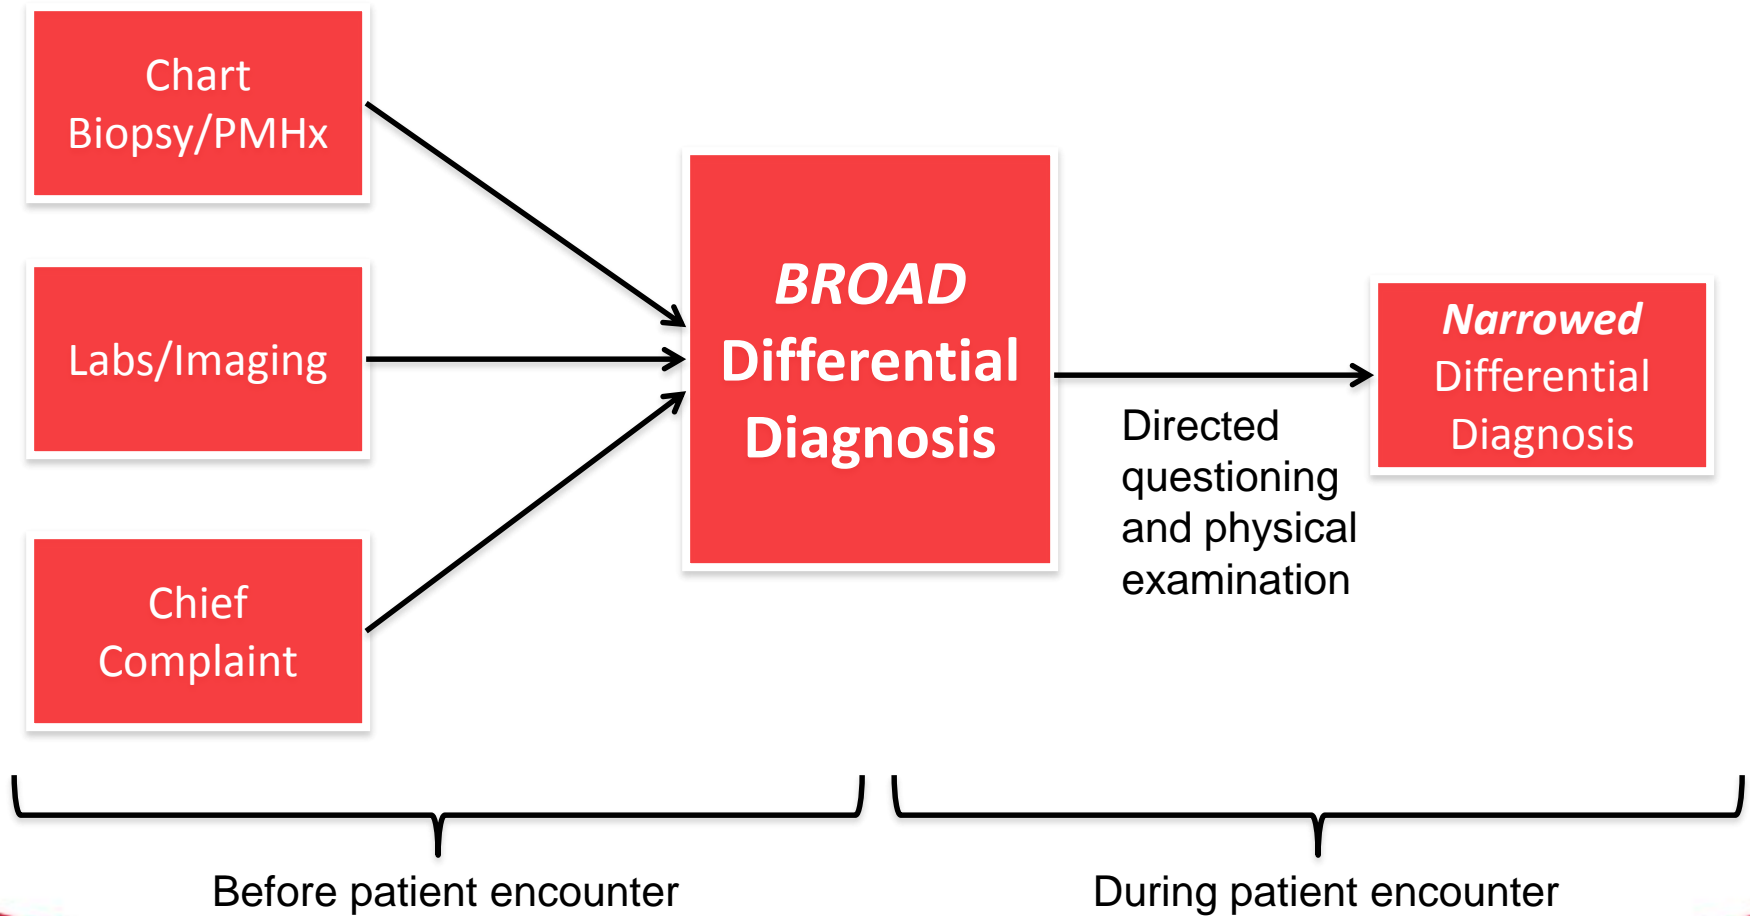 Chart
Biopsy/PMHx
Labs/Imaging
Chief
Complaint
BROAD
Differential
Diagnosis
Directed
questioning
and physical
examination
Narrowed
Differential
Diagnosis
Before patient encounter
During patient encounter